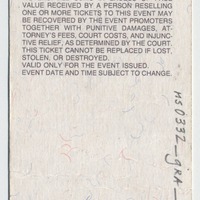 VALUE RECEIVED BY A PERSON RESELLING
ONE OR MORE TICKETS TO THIS EVENT MAY
BE RECOVERED BY THE EVENT PROMOTERS
TOGETHER WITH PUNITIVE DAMAGES, AT-
TORNEY'S FEES, COURT COSTS, AND INJUNC-
TIVE RELIEF, AS DETERMINED BY THE COURT.
THIS TICKET CANNOT BE REPLACED IF LOST,
STOLEN, OR DESTROYED.
VALID ONLY FOR THE EVENT ISSUED.
EVENT DATE AND TIME SUBJECT TO CHANGE.
HS0332_gRA_